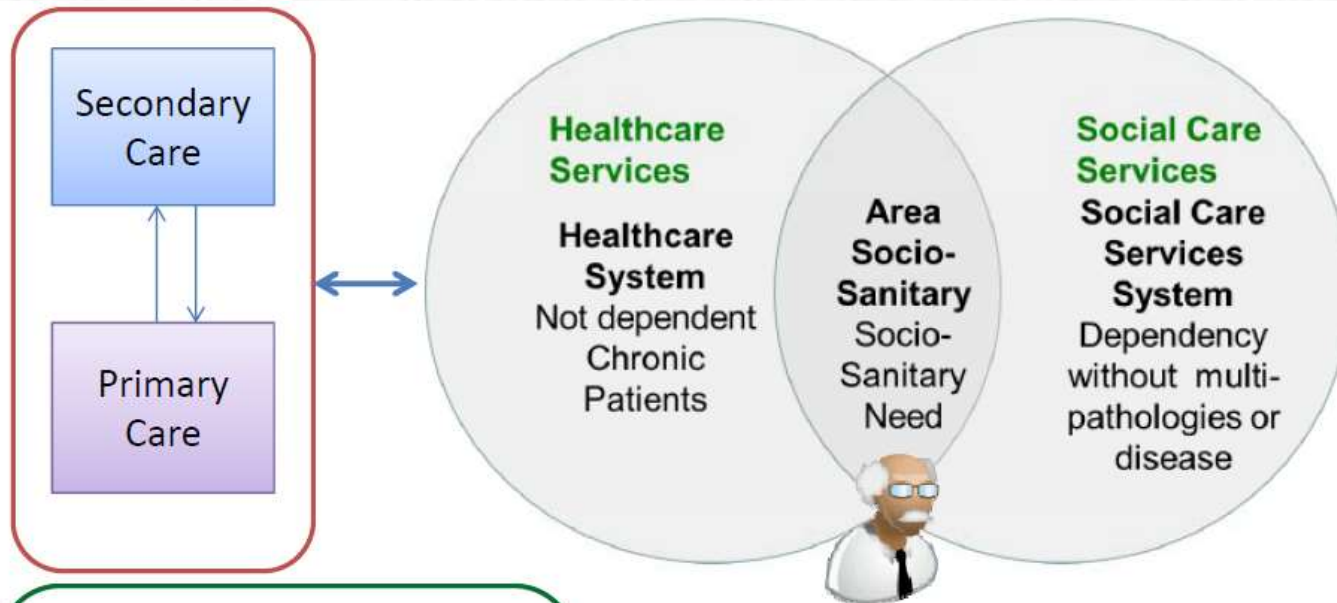 Secondary
Care
Primary
Care
Healthcare
Services
Healthcare
System
Not dependent
Chronic
Patients
Area
Socio-
Sanitary
Socio-
Sanitary
Need
Social Care
Services
Social Care
Services
System
Dependency
without multi-
pathologies or
disease